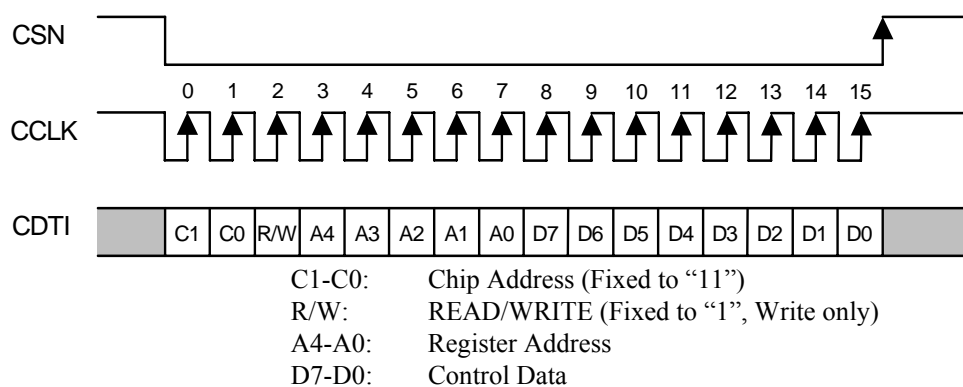 CSN
0 1 2 3 4 5 6 7 8 9 10 11 12 13 14 15
CCLK
CDTI
C1 C0 R/W A4 A3 A2 A1 A0 D7 D6 D5 D4 D3 D2 D1 D0
C1-C0: Chip Address (Fixed to “11”)
R/W: READ/WRITE (Fixed to “1”, Write only)
A4-A0: Register Address
D7-D0: Control Data